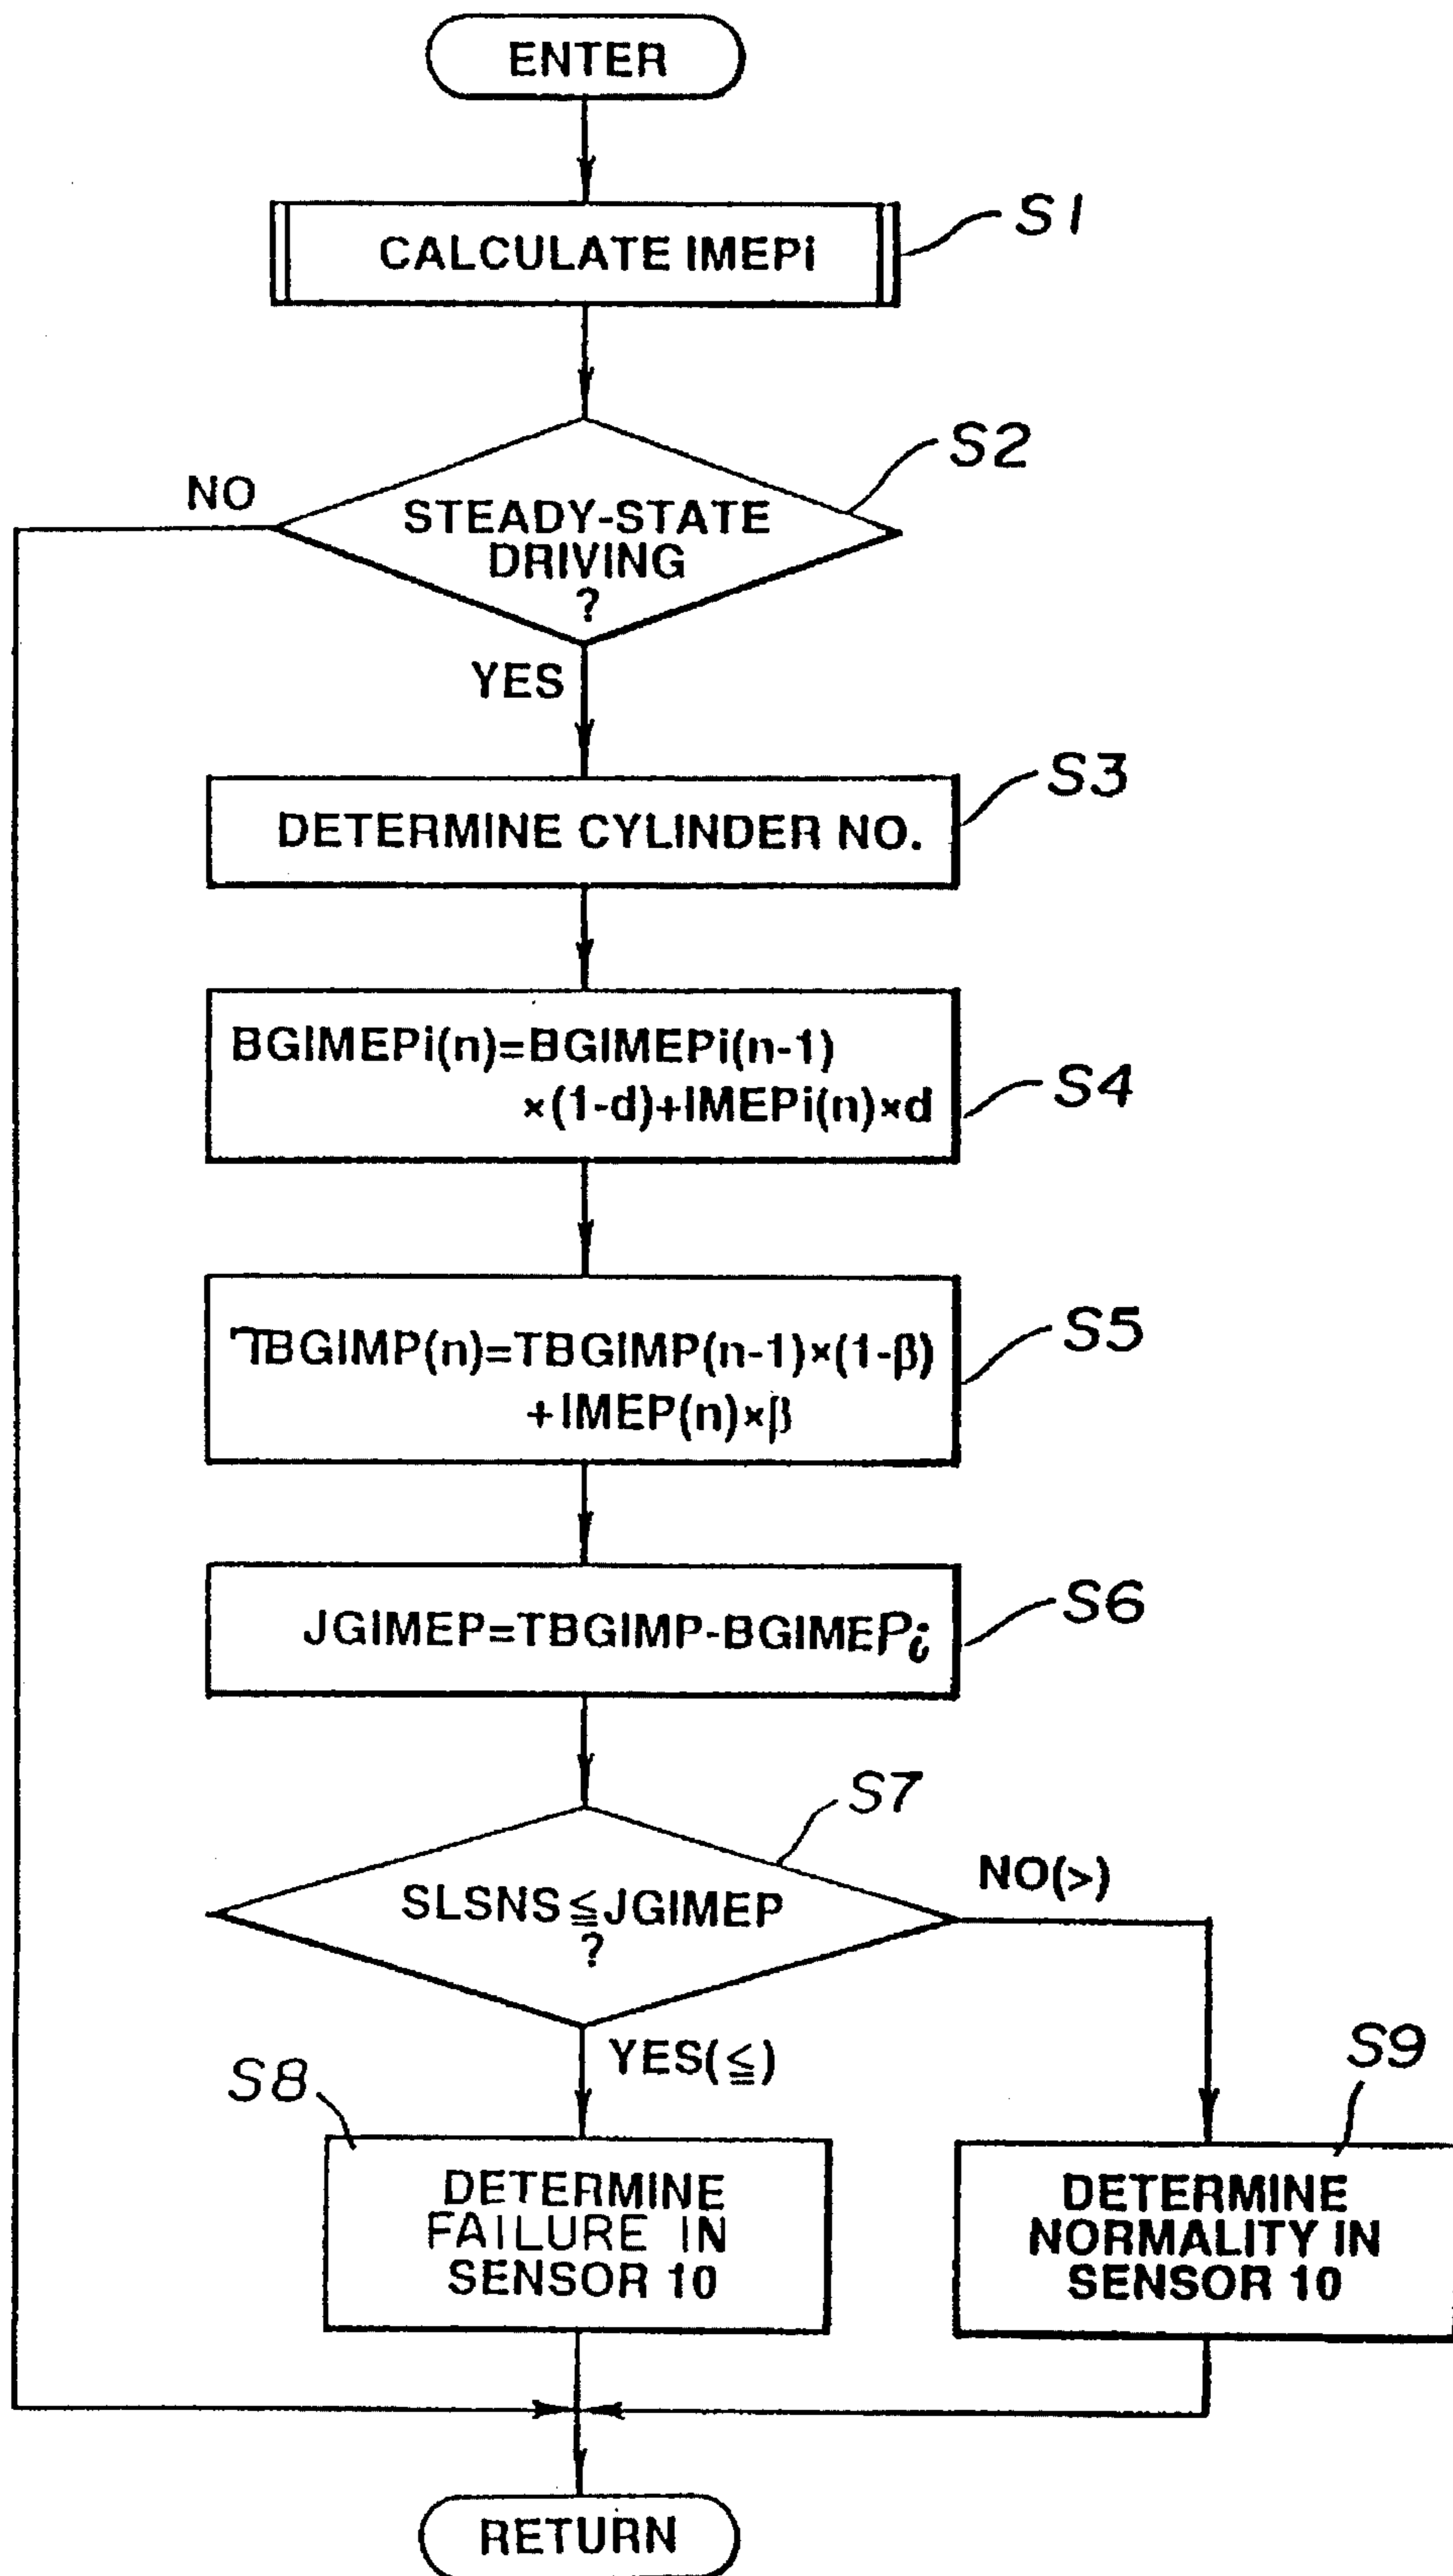 ENTER
CALCULATE IMEPi
S1
S2
NO
STEADY-STATE
DRIVING
?
YES
S3
DETERMINE CYLINDER NO.
BGIMEPi(n)=BGIMEPi(n-1)
×(1-d)+IMEPi(n)×d
S4
TBGIMP(n)=TBGIMP(n-1)×(1-β)
+IMEP(n)×β
S5
JGIMEP=TBGIMP-BGIMEPi
S6
S7
SLSNS≦JGIMEP
?
NO(>)
YES(≦)
S8
S9
DETERMINE
FAILURE IN
SENSOR 10
DETERMINE
NORMALITY IN
SENSOR 10
RETURN